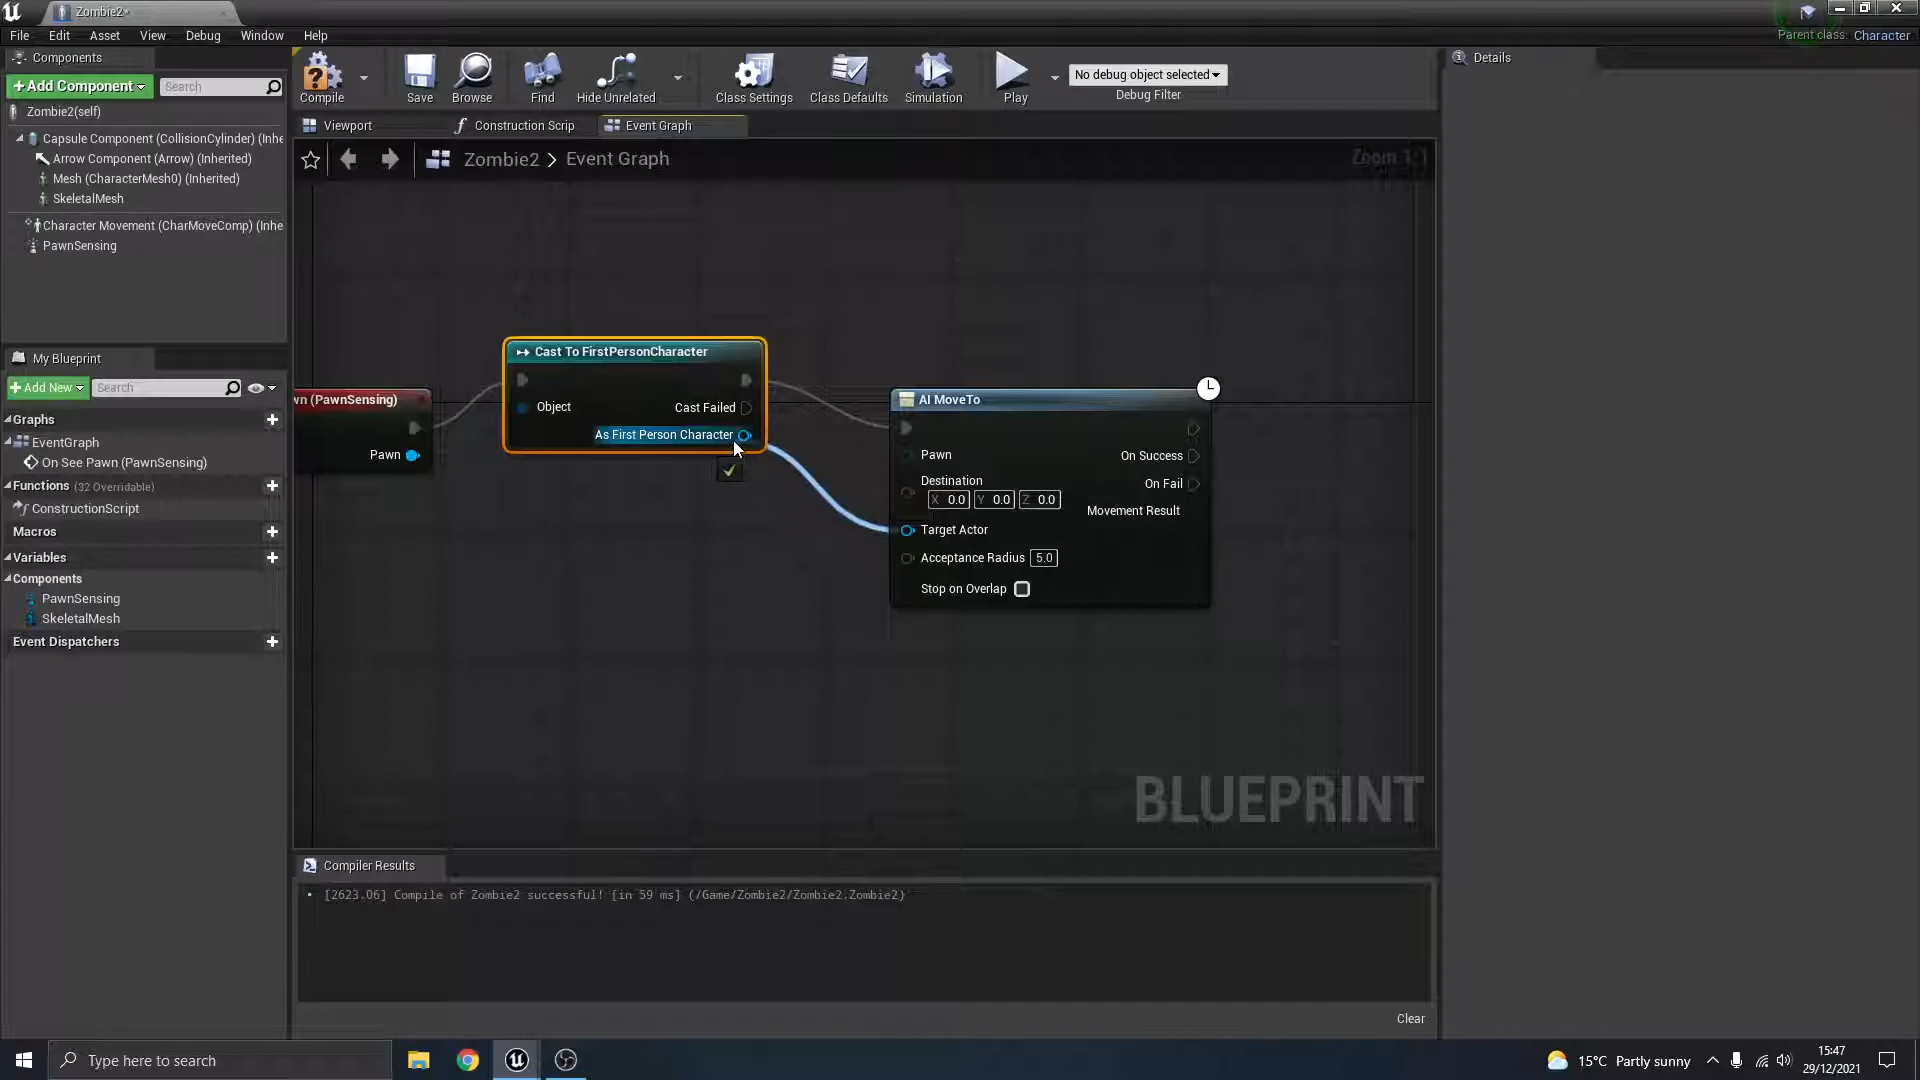 Zombie2*
File Edit Asset View Debug Window Help
Parent class: Character
Components
+Add Component
Search
Zombie2(self)
Capsule Component (CollisionCylinder) (Inhe
Arrow Component (Arrow) (Inherited)
Mesh (CharacterMesh0) (Inherited)
SkeletalMesh
Character Movement (CharMoveComp) (Inhe
PawnSensing
Compile
Save
Browse
Find
Hide Unrelated
Class Settings
Class Defaults
Simulation
Play
No debug object selected
Debug Filter
Details
Viewport
Construction Scrip
Event Graph
Zombie2 > Event Graph
Zoom 1:1
My Blueprint
+Add New
Search
Graphs
EventGraph
On See Pawn (PawnSensing)
Functions (32 Overridable)
ConstructionScript
Macros
Variables
Components
PawnSensing
SkeletalMesh
Event Dispatchers
wn (PawnSensing)
Pawn
Cast To FirstPersonCharacter
Object
Cast Failed
As First Person Character
AI MoveTo
Pawn
On Success
Destination
X 0.0 Y 0.0 Z 0.0
On Fail
Movement Result
Target Actor
Acceptance Radius 5.0
Stop on Overlap
BLUEPRINT
Compiler Results
• [2623.06] Compile of Zombie2 successful! [in 59 ms] (/Game/Zombie2/Zombie2.Zombie2)
Clear
Type here to search
15°C Partly sunny
15:47
29/12/2021